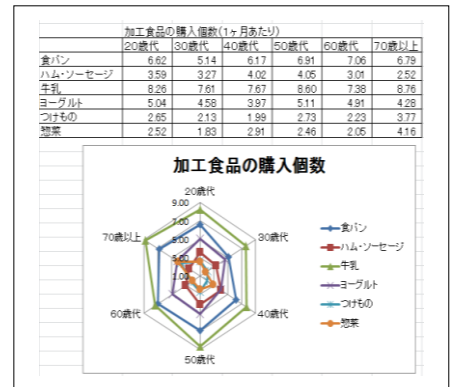 加工食品の購入個数(1ヶ月あたり)
20歳代 30歳代 40歳代 50歳代 60歳代 70歳以上
食パン 6.62 5.14 6.17 6.91 7.06 6.79
ハム・ソーセージ 3.59 3.27 4.02 4.05 3.01 2.52
牛乳 8.26 7.61 7.67 8.60 7.38 8.76
ヨーグルト 5.04 4.58 3.97 5.11 4.91 4.28
つけもの 2.65 2.13 1.99 2.73 2.23 3.77
惣菜 2.52 1.83 2.91 2.46 2.05 4.16
加工食品の購入個数
20歳代
9.00
7.00
5.00
3.00
1.00
30歳代
40歳代
50歳代
60歳代
70歳以上
食パン
ハム・ソーセージ
牛乳
ヨーグルト
つけもの
惣菜